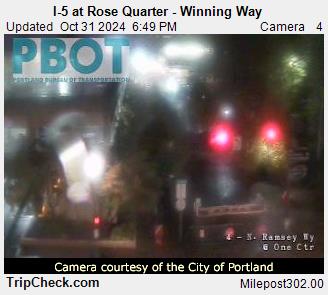 I-5 at Rose Quarter - Winning Way
Updated Oct 31 2024 6:49 PM Camera 4
PBOT
PORTLAND BUREAU OF TRANSPORTATION
4 - N. Ramsey Wy
@ One Ctr
Camera courtesy of the City of Portland
TripCheck.com Milepost302.00